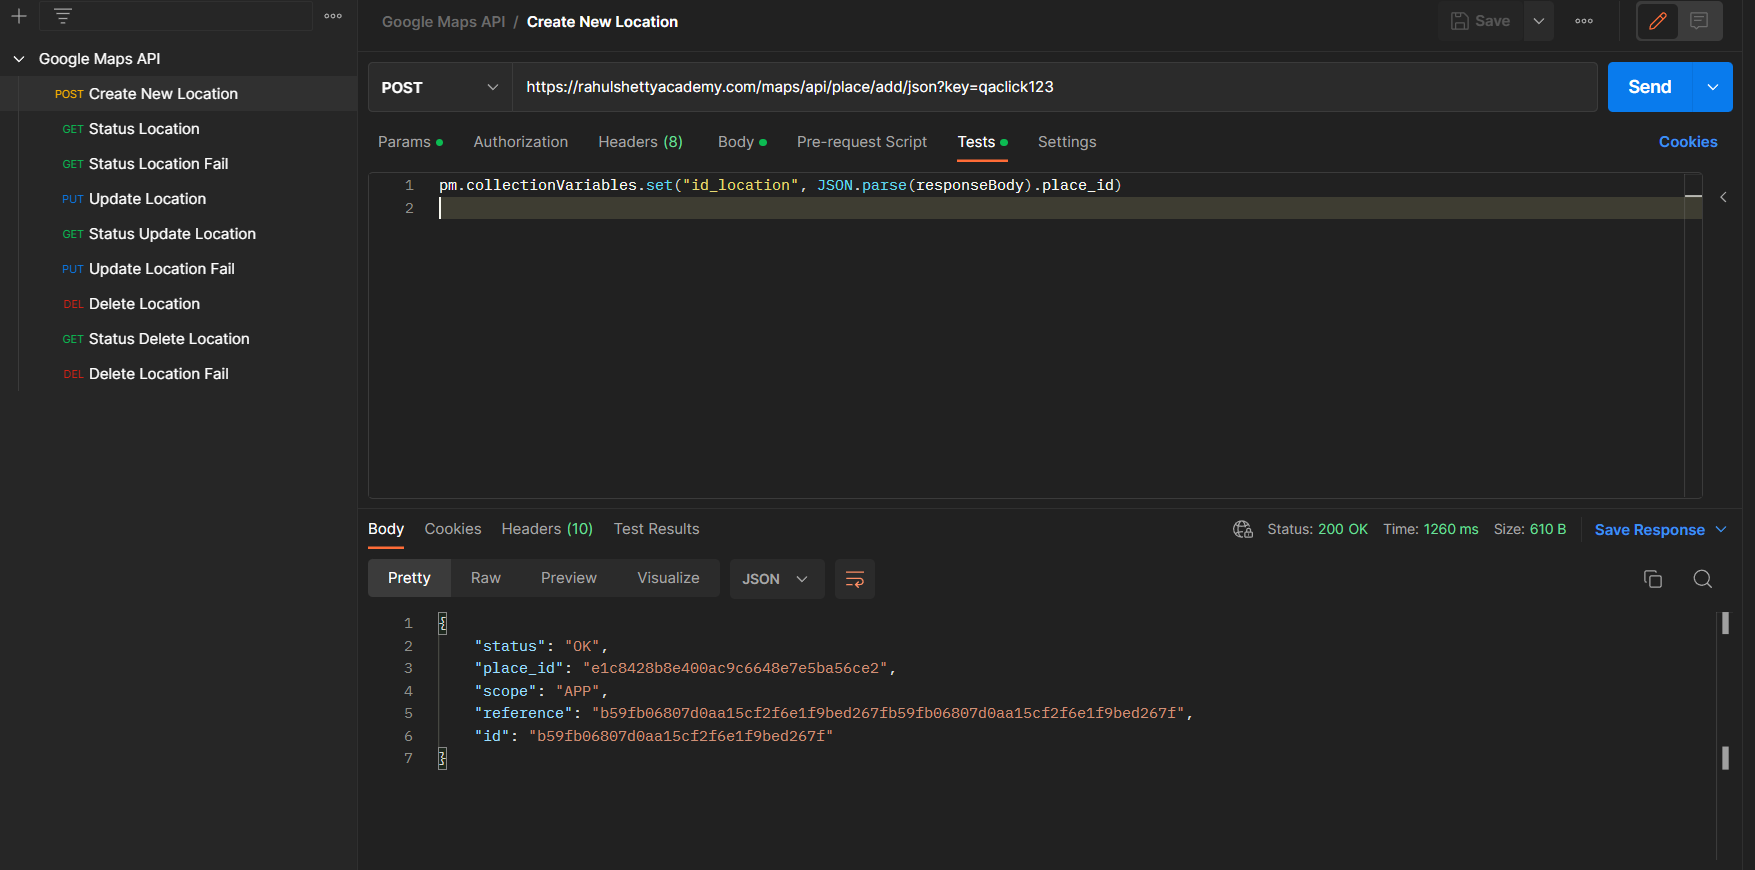 Google Maps API
POST Create New Location
GET Status Location
GET Status Location Fail
PUT Update Location
GET Status Update Location
PUT Update Location Fail
DEL Delete Location
GET Status Delete Location
DEL Delete Location Fail
Google Maps API / Create New Location
Save
POST
https://rahulshettyacademy.com/maps/api/place/add/json?key=qaclick123
Send
Params
Authorization
Headers (8)
Body
Pre-request Script
Tests
Settings
Cookies
1 pm.collectionVariables.set("id_location", JSON.parse(responseBody).place_id)
2
Body
Cookies
Headers (10)
Test Results
Status: 200 OK
Time: 1260 ms
Size: 610 B
Save Response
Pretty
Raw
Preview
Visualize
JSON
1 {
2 "status": "OK",
3 "place_id": "e1c8428b8e400ac9c6648e7e5ba56ce2",
4 "scope": "APP",
5 "reference": "b59fb06807d0aa15cf2f6e1f9bed267fb59fb06807d0aa15cf2f6e1f9bed267f",
6 "id": "b59fb06807d0aa15cf2f6e1f9bed267f"
7 }